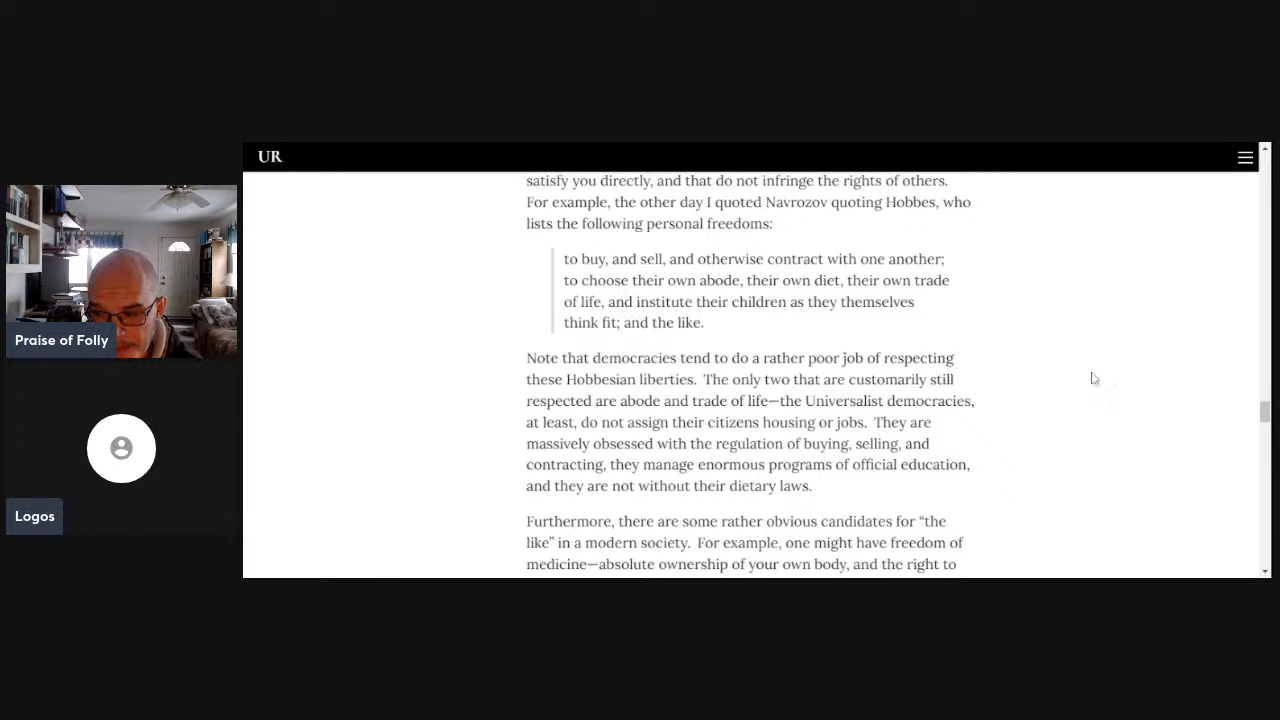 UR
satisfy you directly, and that do not infringe the rights of others.
For example, the other day I quoted Navrozov quoting Hobbes, who
lists the following personal freedoms:
to buy, and sell, and otherwise contract with one another;
to choose their own abode, their own diet, their own trade
of life, and institute their children as they themselves
think fit; and the like.
Note that democracies tend to do a rather poor job of respecting
these Hobbesian liberties. The only two that are customarily still
respected are abode and trade of life—the Universalist democracies,
at least, do not assign their citizens housing or jobs. They are
massively obsessed with the regulation of buying, selling, and
contracting, they manage enormous programs of official education,
and they are not without their dietary laws.
Furthermore, there are some rather obvious candidates for “the
like” in a modern society. For example, one might have freedom of
medicine—absolute ownership of your own body, and the right to
Praise of Folly
Logos